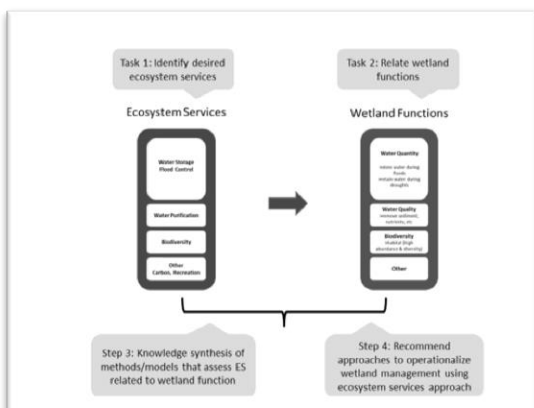 Task 1: Identify desired
ecosystem services
Task 2: Relate wetland
functions
Ecosystem Services
Wetland Functions
Water Storage
Flood Control
Water Purification
Biodiversity
Other
Carbon, Recreation
Water Quantity
water during
floods
retain water during
droughts
Water Quality
remove sediment,
nutrients, etc
Biodiversity
Habitat (high
abundance & diversity)
Other
Step 3: Knowledge synthesis of
methods/models that assess ES
related to wetland function
Step 4: Recommend
approaches to operationalize
wetland management using
ecosystem services approach